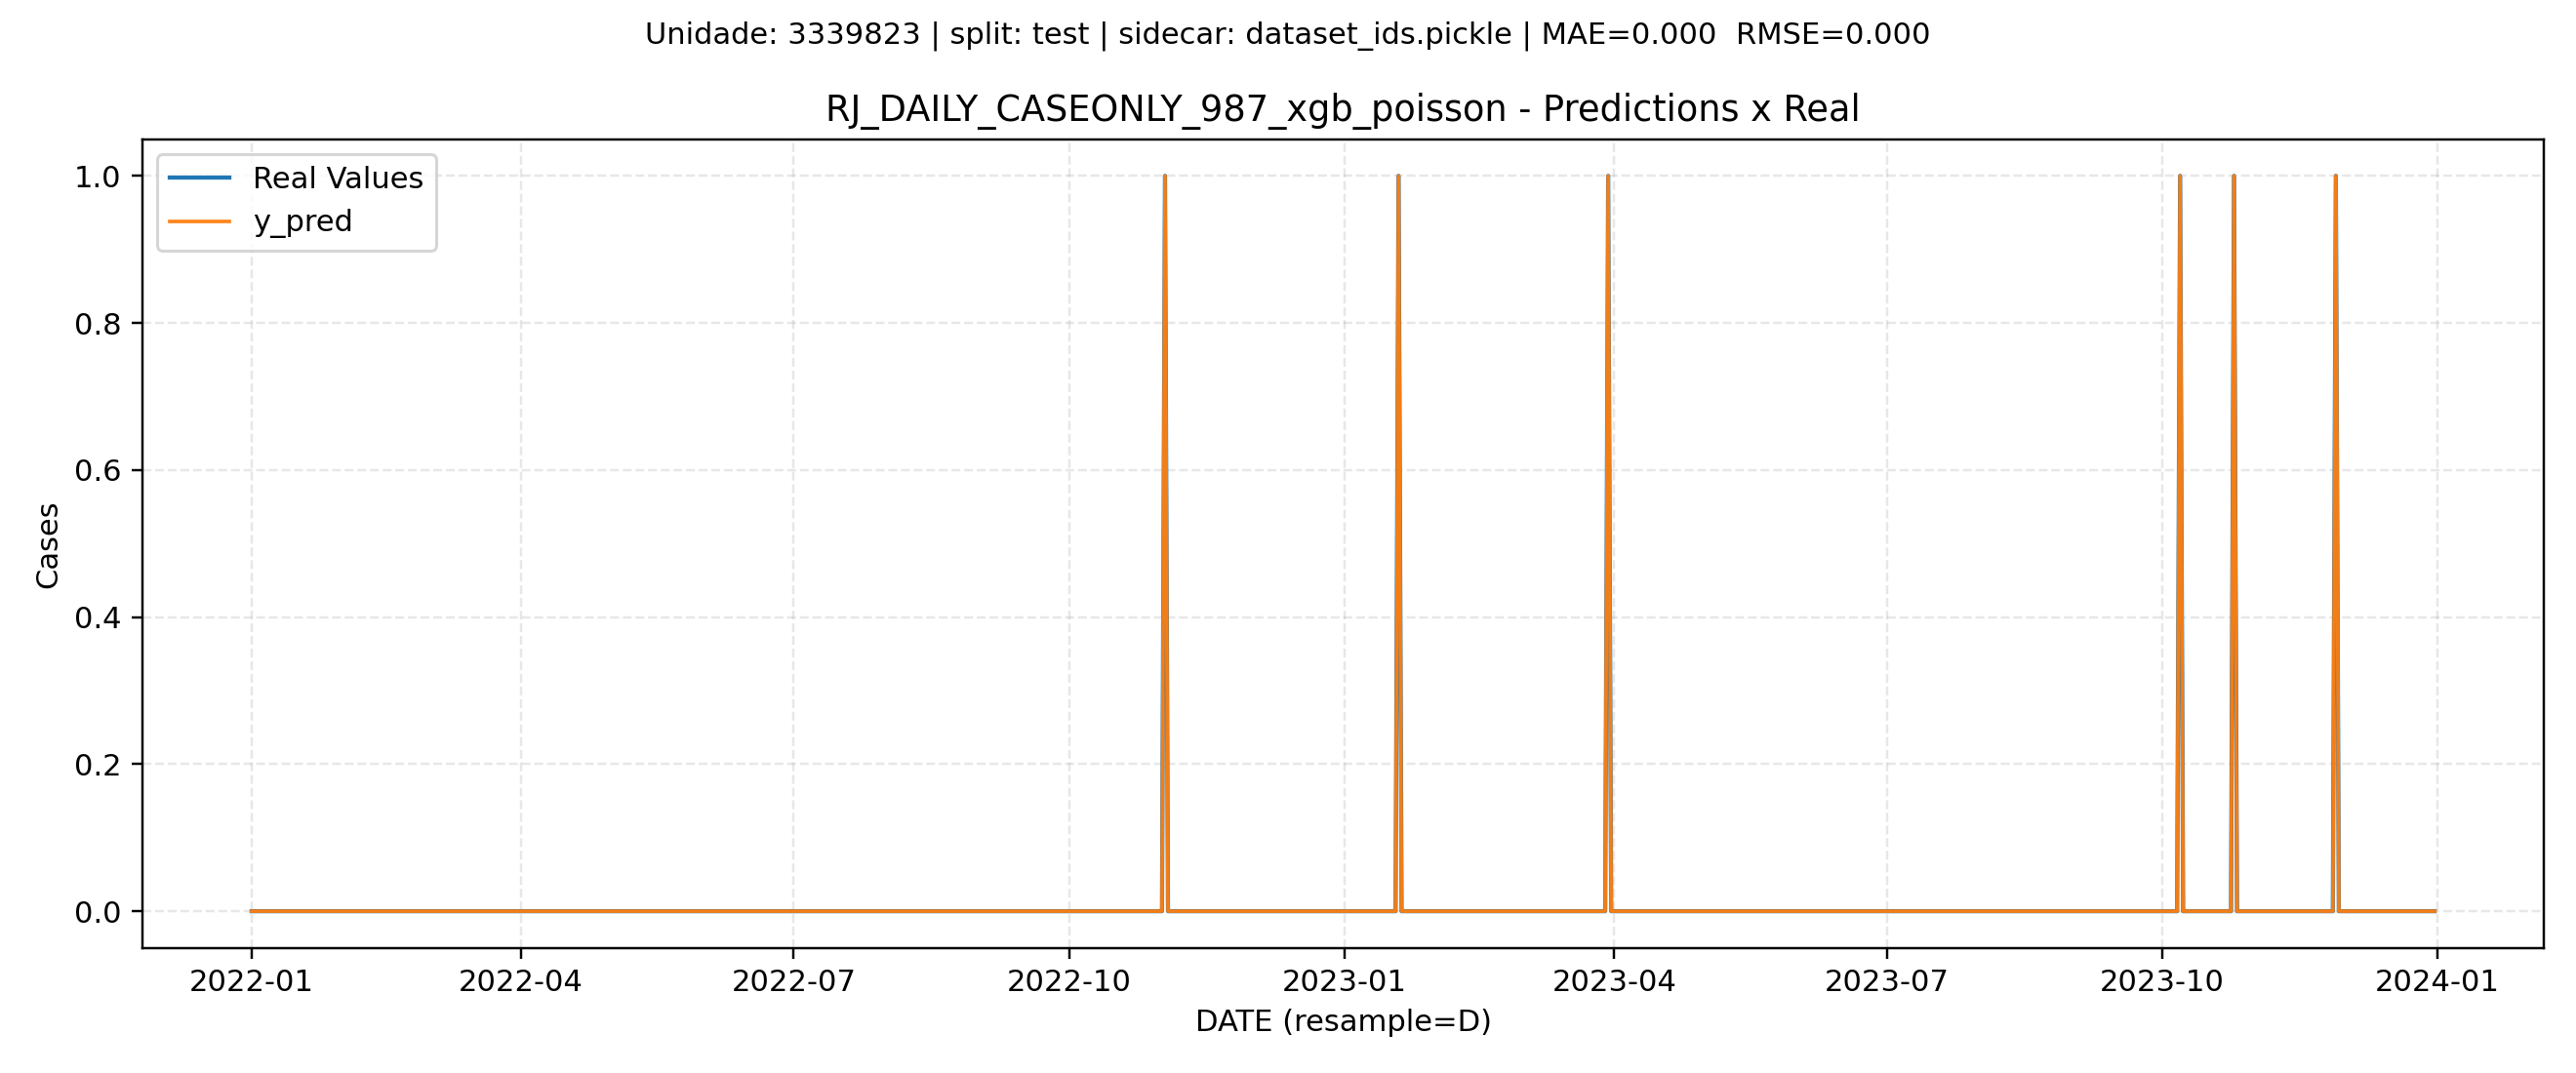 Unidade: 3339823 | split: test | sidecar: dataset_ids.pickle | MAE=0.000  RMSE=0.000
RJ_DAILY_CASEONLY_987_xgb_poisson - Predictions x Real
Real Values
y_pred
1.0
0.8
0.6
0.4
0.2
0.0
Cases
2022-01
2022-04
2022-07
2022-10
2023-01
2023-04
2023-07
2023-10
2024-01
DATE (resample=D)